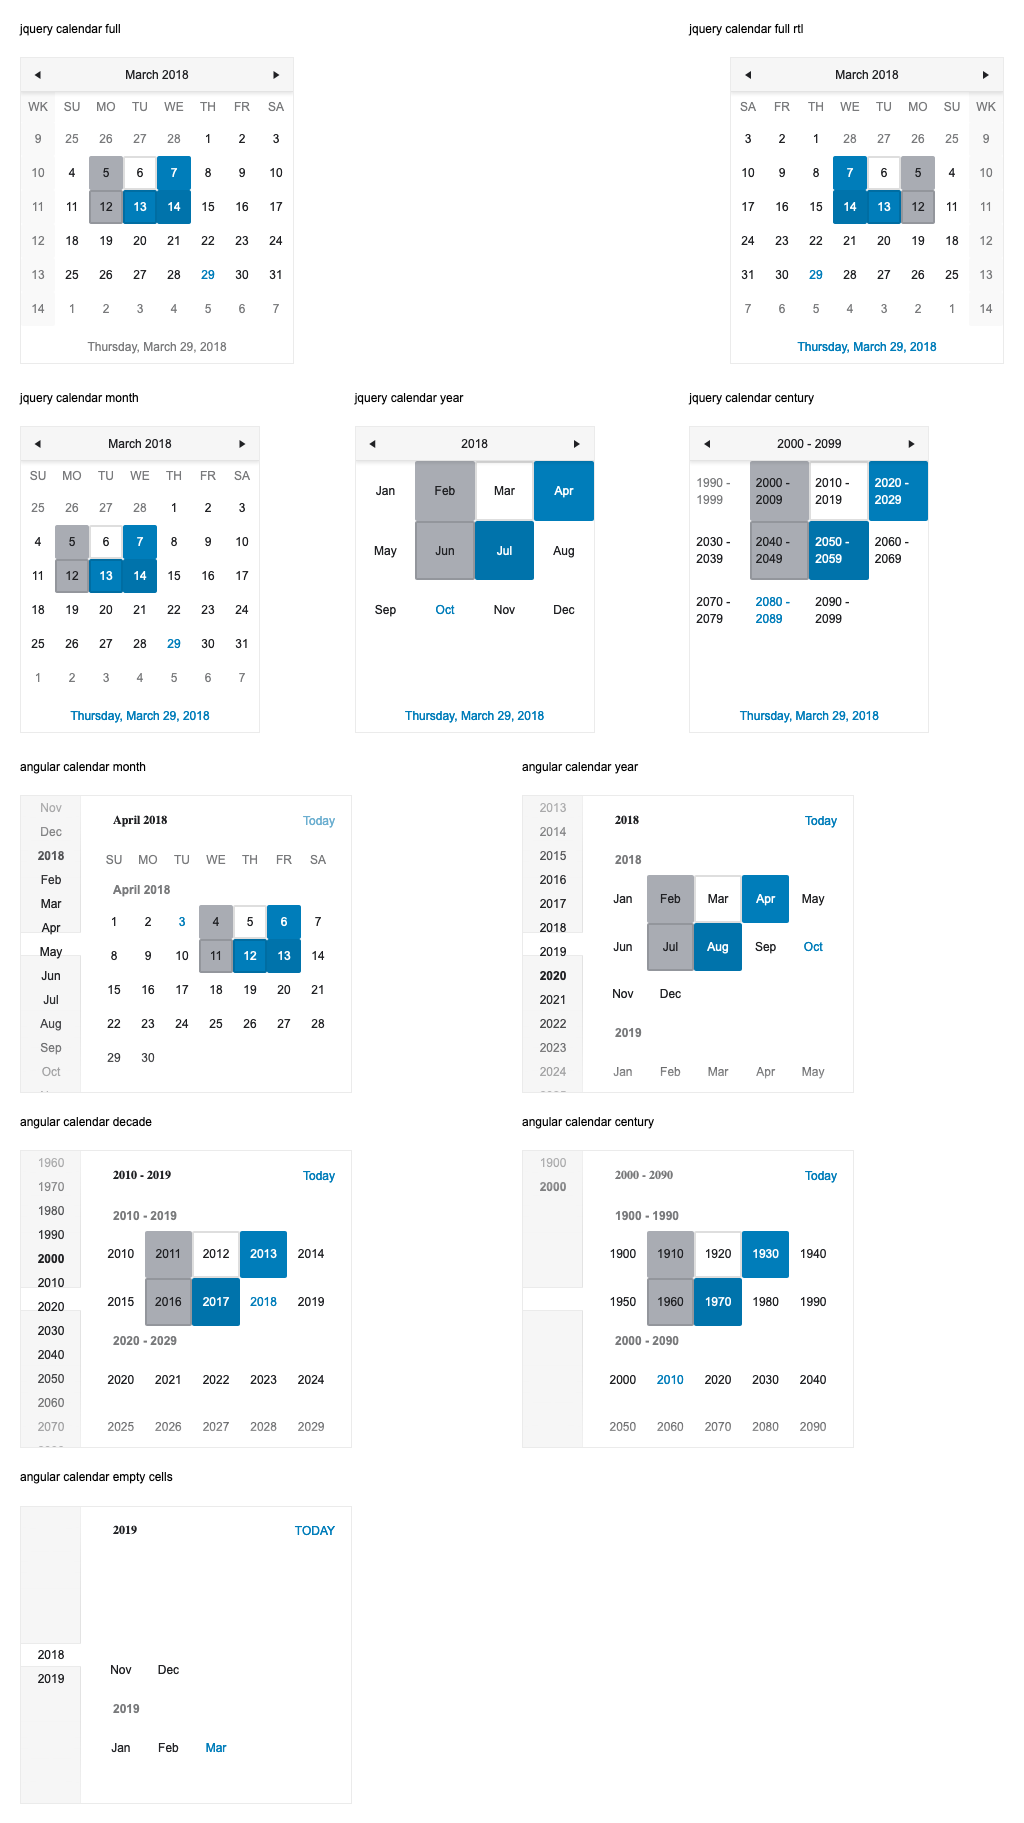 jquery calendar full
March 2018
WK SU MO TU WE TH FR SA
9 25 26 27 28 1 2 3
10 4 5 6 7 8 9 10
11 11 12 13 14 15 16 17
12 18 19 20 21 22 23 24
13 25 26 27 28 29 30 31
14 1 2 3 4 5 6 7
Thursday, March 29, 2018
jquery calendar full rtl
March 2018
SA FR TH WE TU MO SU WK
3 2 1 28 27 26 25 9
10 9 8 7 6 5 4 10
17 16 15 14 13 12 11 11
24 23 22 21 20 19 18 12
31 30 29 28 27 26 25 13
7 6 5 4 3 2 1 14
Thursday, March 29, 2018
jquery calendar month
March 2018
SU MO TU WE TH FR SA
25 26 27 28 1 2 3
4 5 6 7 8 9 10
11 12 13 14 15 16 17
18 19 20 21 22 23 24
25 26 27 28 29 30 31
1 2 3 4 5 6 7
Thursday, March 29, 2018
jquery calendar year
2018
Jan Feb Mar Apr
May Jun Jul Aug
Sep Oct Nov Dec
Thursday, March 29, 2018
jquery calendar century
2000 - 2099
1990 - 2000 - 2010 - 2020 -
1999 2009 2019 2029
2030 - 2040 - 2050 - 2060 -
2039 2049 2059 2069
2070 - 2080 - 2090 -
2079 2089 2099
Thursday, March 29, 2018
angular calendar month
Nov
Dec
2018
Feb
Mar
Apr
May
Jun
Jul
Aug
Sep
Oct
April 2018 Today
SU MO TU WE TH FR SA
April 2018
1 2 3 4 5 6 7
8 9 10 11 12 13 14
15 16 17 18 19 20 21
22 23 24 25 26 27 28
29 30
angular calendar year
2013
2014
2015
2016
2017
2018
2019
2020
2021
2022
2023
2024
2018 Today
2018
Jan Feb Mar Apr May
Jun Jul Aug Sep Oct
Nov Dec
2019
Jan Feb Mar Apr May
angular calendar decade
1960
1970
1980
1990
2000
2010
2020
2030
2040
2050
2060
2070
2010 - 2019 Today
2010 - 2019
2010 2011 2012 2013 2014
2015 2016 2017 2018 2019
2020 - 2029
2020 2021 2022 2023 2024
2025 2026 2027 2028 2029
angular calendar century
1900
2000
2000 - 2090 Today
1900 - 1990
1900 1910 1920 1930 1940
1950 1960 1970 1980 1990
2000 - 2090
2000 2010 2020 2030 2040
2050 2060 2070 2080 2090
angular calendar empty cells
2018
2019
2019 TODAY
Nov Dec
2019
Jan Feb Mar